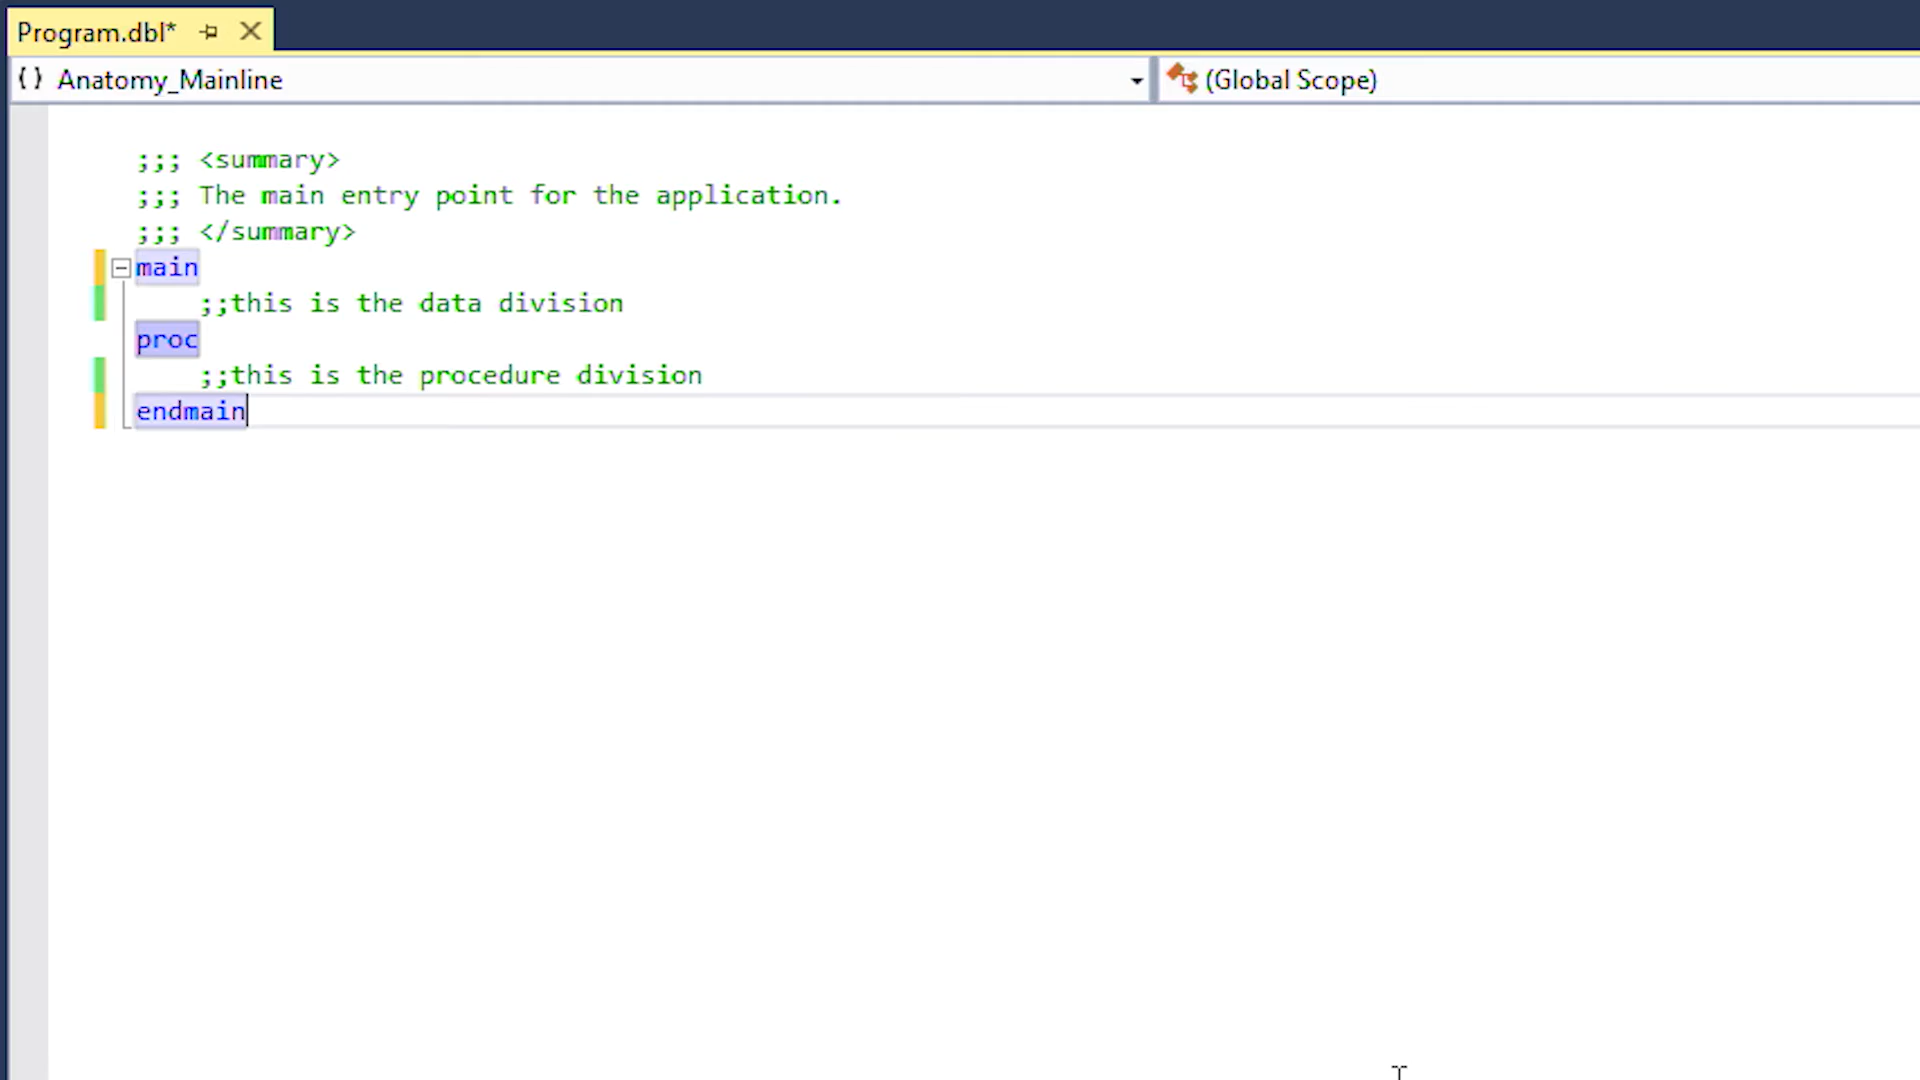 Program.dbl*
{} Anatomy_Mainline
(Global Scope)
;;; <summary>
;;; The main entry point for the application.
;;; </summary>
main
;;this is the data division
proc
;;this is the procedure division
endmain